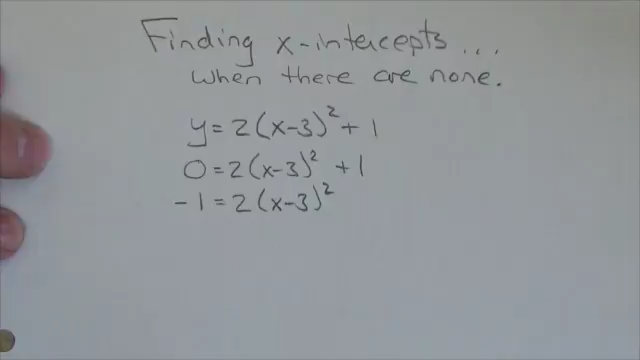 Finding x-intercepts...
when there are none.
y = 2(x-3)² + 1
0 = 2(x-3)² + 1
-1 = 2(x-3)²